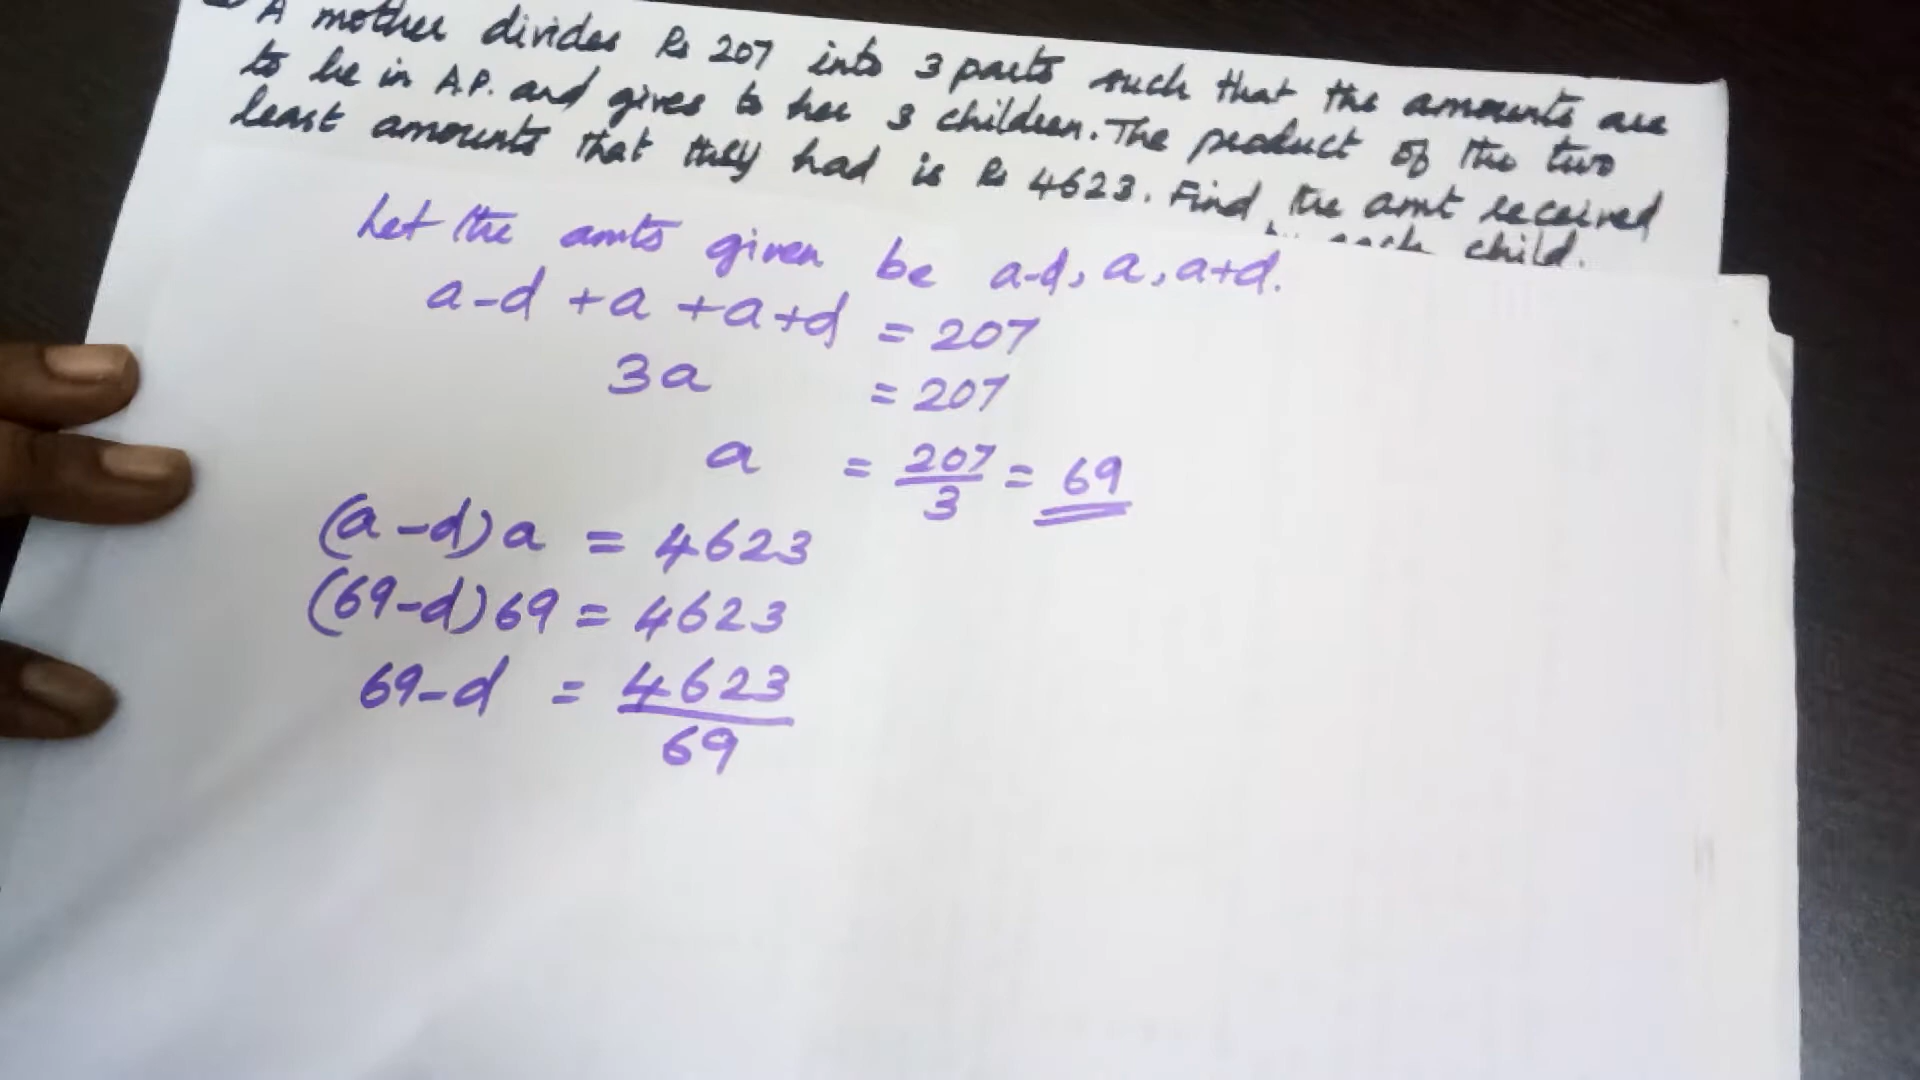 A mother divides Rs 207 into 3 parts such that the amounts are
to be in A.P. and gives to her 3 children. The product of the two
least amounts that they had is Rs 4623. Find the amt received
by each child.
Let the amts given be a-d, a, a+d.
a-d +a +a+d = 207
3a = 207
a = 207/3 = 69
(a-d)a = 4623
(69-d)69 = 4623
69-d = 4623/69